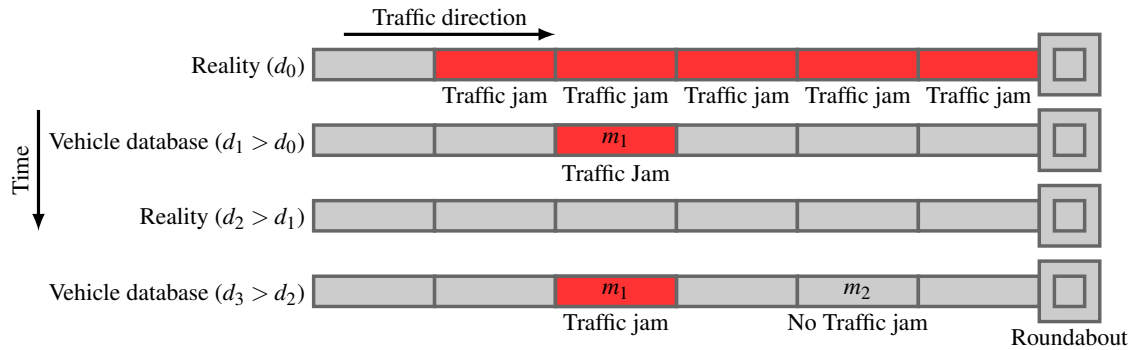 Traffic direction
Reality (d₀)
Traffic jam Traffic jam Traffic jam Traffic jam Traffic jam
Time
Vehicle database (d₁ > d₀)
m₁
Traffic Jam
Reality (d₂ > d₁)
Vehicle database (d₃ > d₂)
m₁ m₂
Traffic jam No Traffic jam
Roundabout